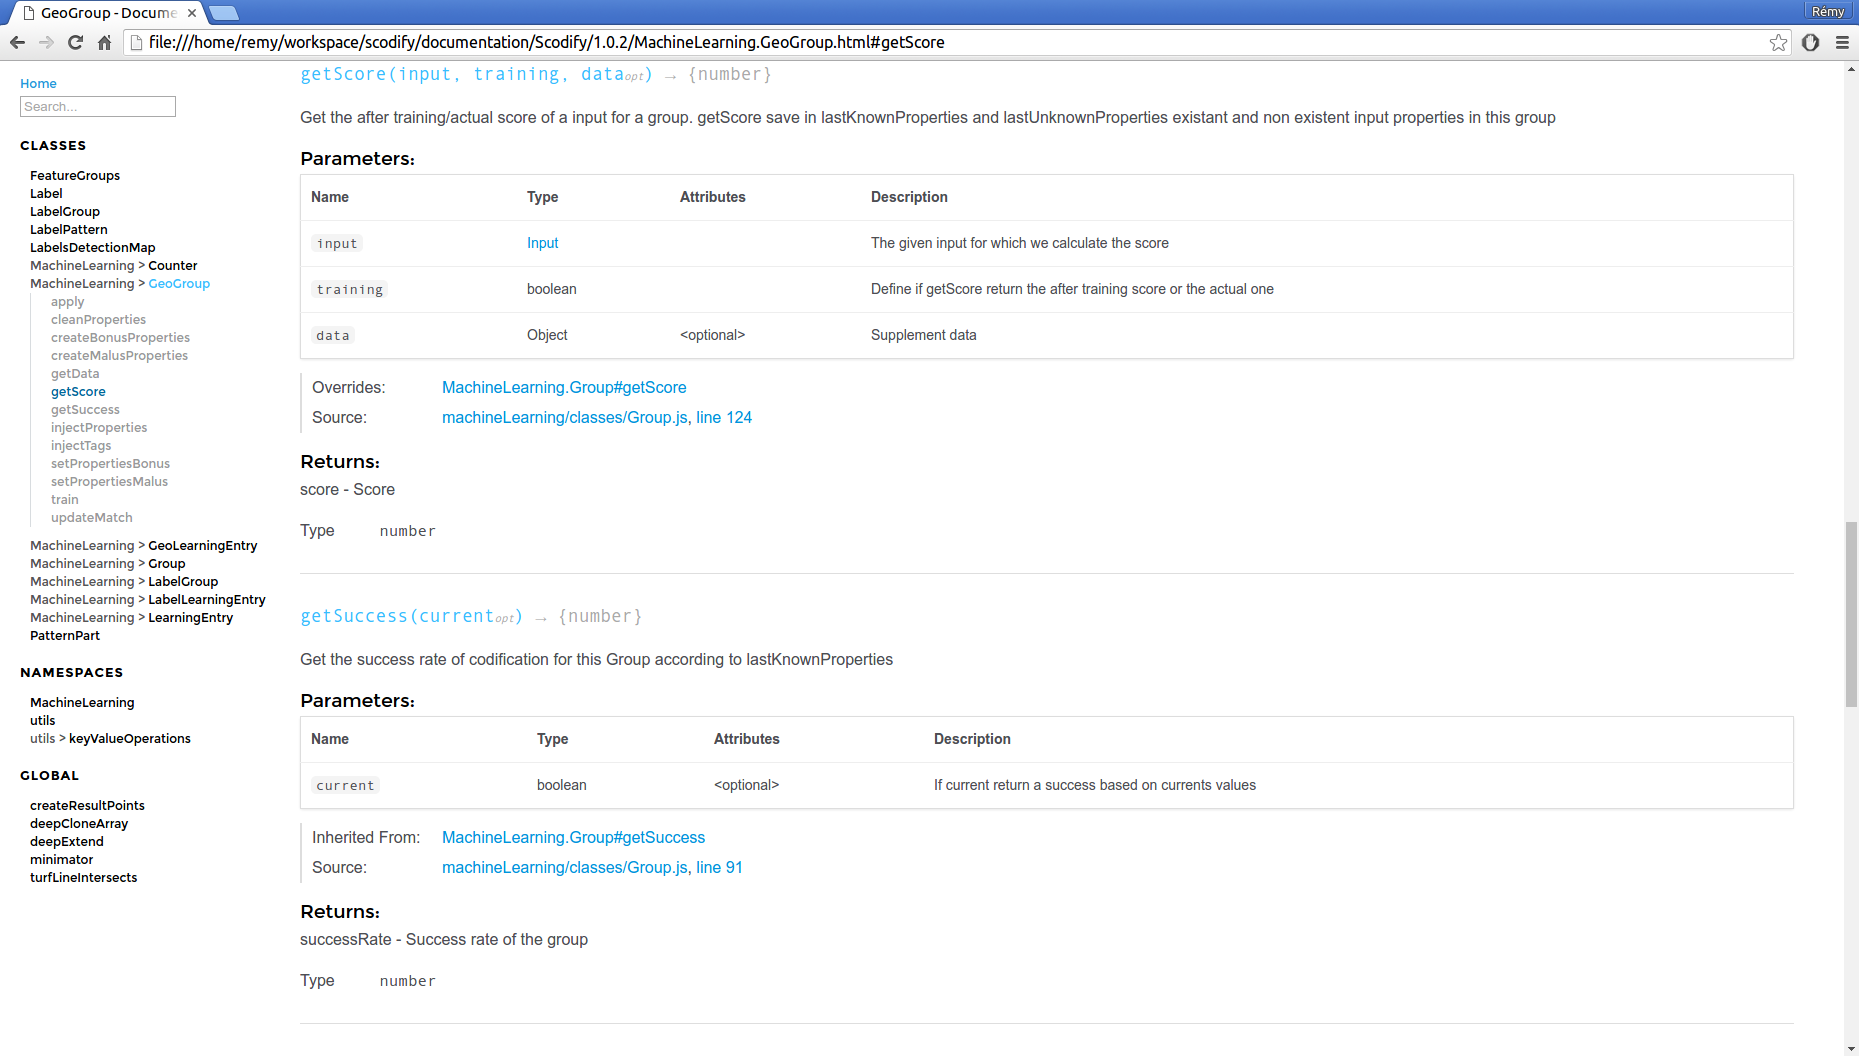 GeoGroup - Docume
Rémy
file:///home/remy/workspace/scodify/documentation/Scodify/1.0.2/MachineLearning.GeoGroup.html#getScore
Home
Search...
CLASSES
FeatureGroups
Label
LabelGroup
LabelPattern
LabelsDetectionMap
MachineLearning > Counter
MachineLearning > GeoGroup
apply
cleanProperties
createBonusProperties
createMalusProperties
getData
getScore
getSuccess
injectProperties
injectTags
setPropertiesBonus
setPropertiesMalus
train
updateMatch
MachineLearning > GeoLearningEntry
MachineLearning > Group
MachineLearning > LabelGroup
MachineLearning > LabelLearningEntry
MachineLearning > LearningEntry
PatternPart
NAMESPACES
MachineLearning
utils
utils > keyValueOperations
GLOBAL
createResultPoints
deepCloneArray
deepExtend
minimator
turfLineIntersects
getScore(input, training, dataopt) → {number}
Get the after training/actual score of a input for a group. getScore save in lastKnownProperties and lastUnknownProperties existant and non existent input properties in this group
Parameters:
Name Type Attributes Description
input Input The given input for which we calculate the score
training boolean Define if getScore return the after training score or the actual one
data Object <optional> Supplement data
Overrides: MachineLearning.Group#getScore
Source: machineLearning/classes/Group.js, line 124
Returns:
score - Score
Type number
getSuccess(currentopt) → {number}
Get the success rate of codification for this Group according to lastKnownProperties
Parameters:
Name Type Attributes Description
current boolean <optional> If current return a success based on currents values
Inherited From: MachineLearning.Group#getSuccess
Source: machineLearning/classes/Group.js, line 91
Returns:
successRate - Success rate of the group
Type number